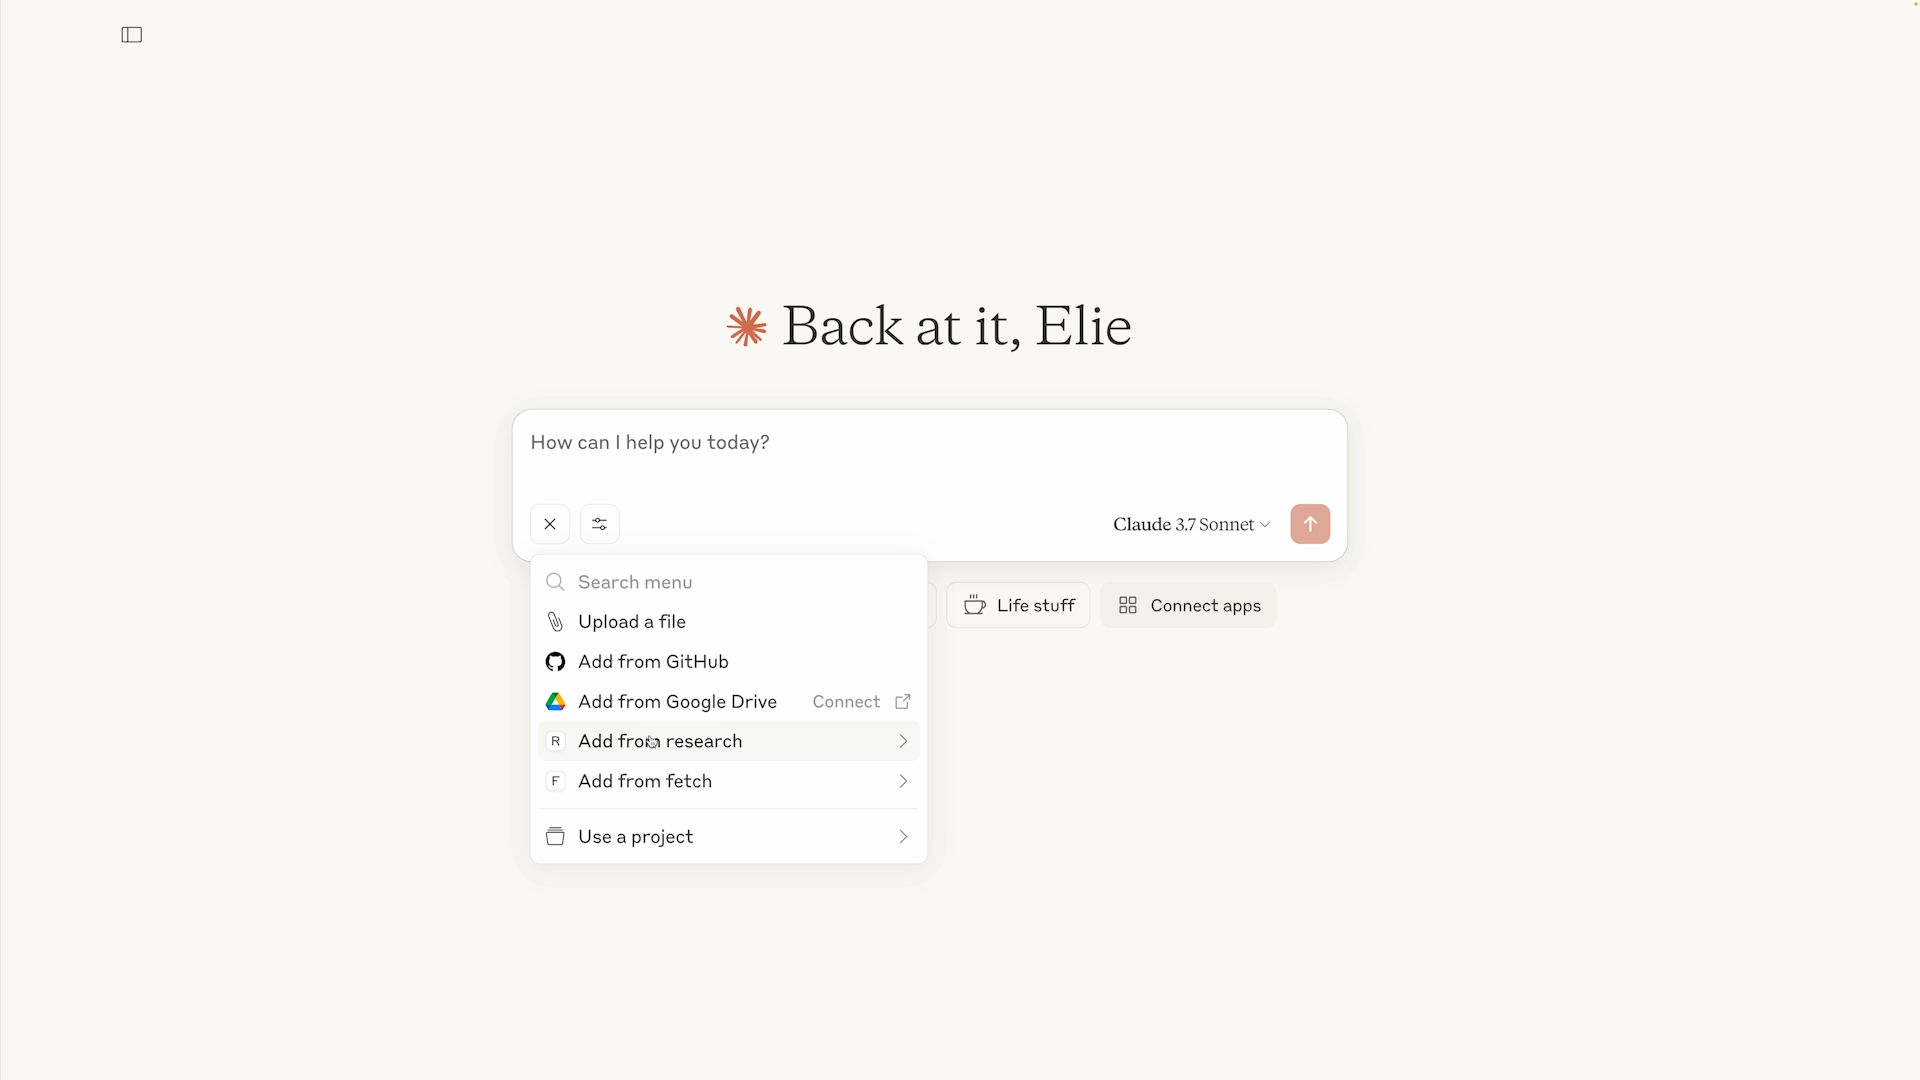 Back at it, Elie
How can I help you today?
Claude 3.7 Sonnet
Search menu
Upload a file
Add from GitHub
Add from Google Drive Connect
R Add from research
F Add from fetch
Use a project
Life stuff
Connect apps